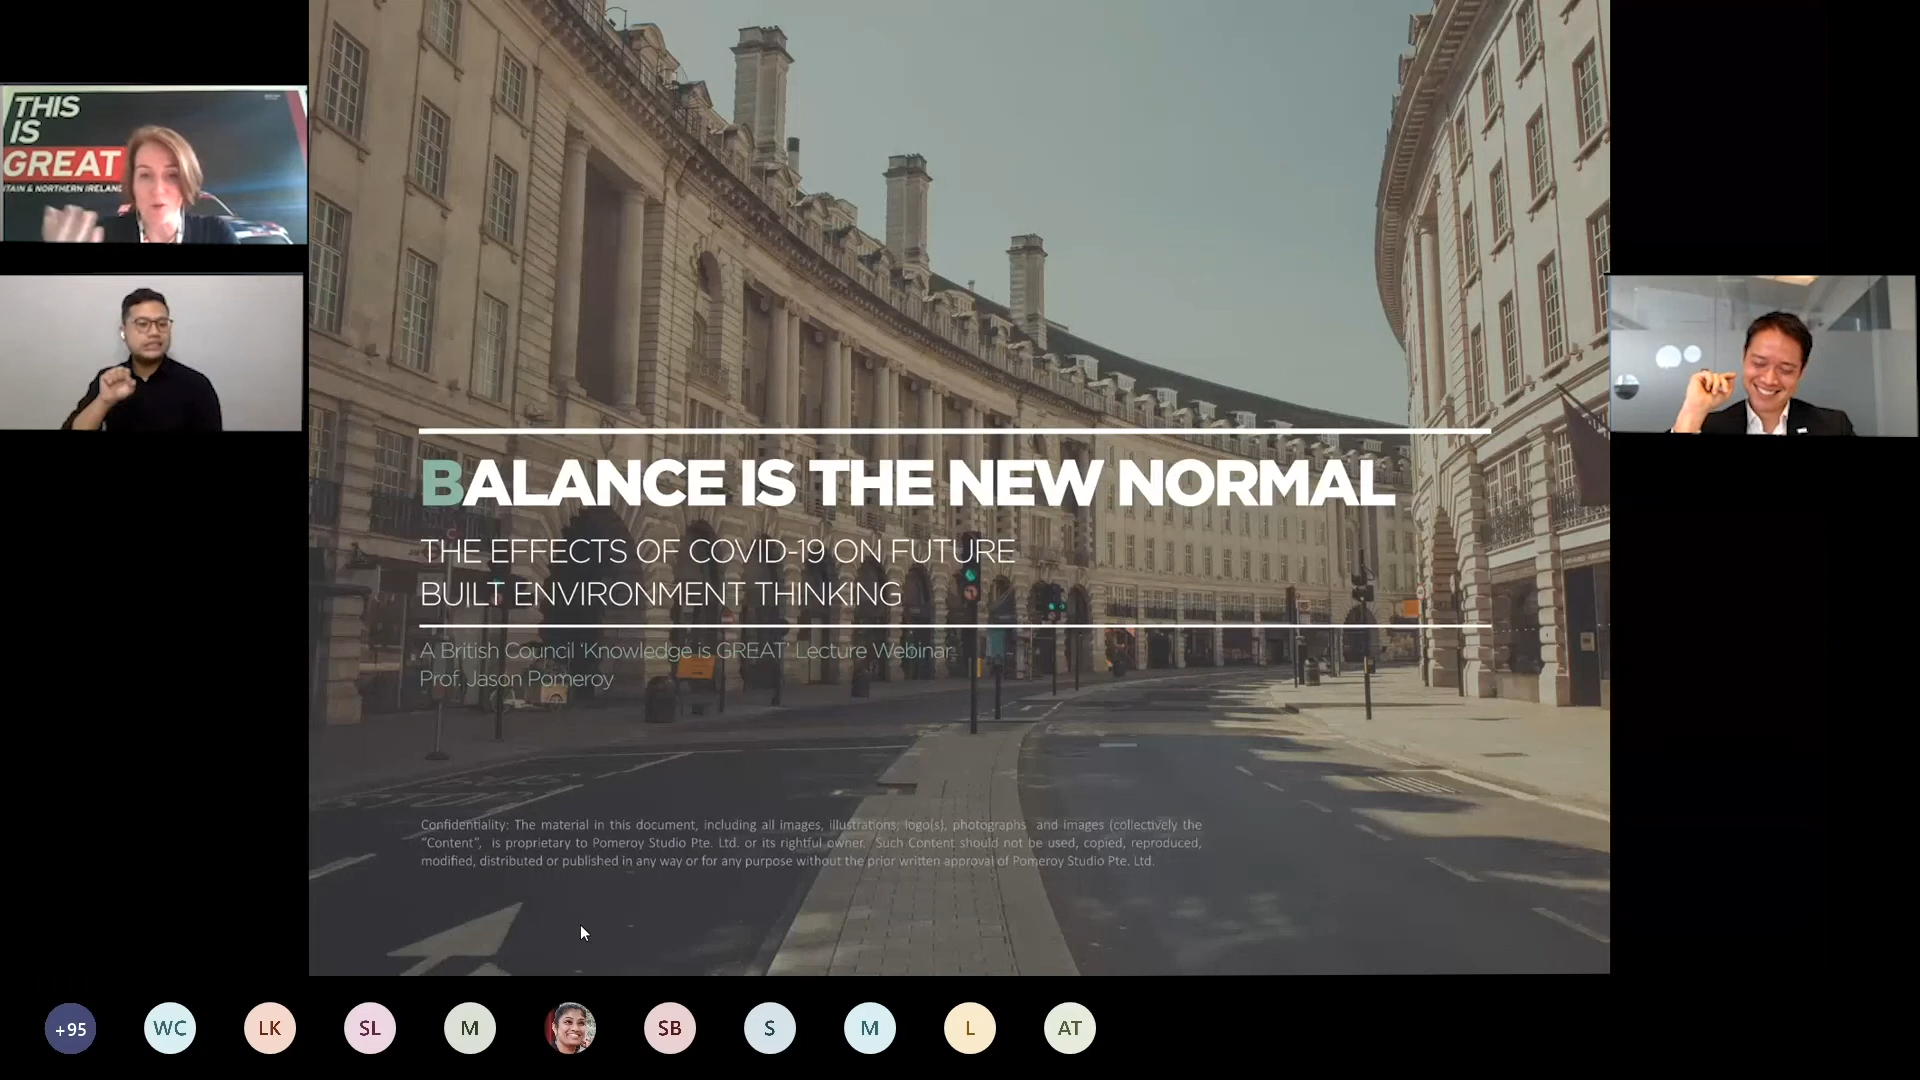 THIS
IS
GREAT
TAIN & NORTHERN IRELAND
BALANCE IS THE NEW NORMAL
THE EFFECTS OF COVID-19 ON FUTURE
BUILT ENVIRONMENT THINKING
A British Council ‘Knowledge is GREAT’ Lecture Webinar
Prof. Jason Pomeroy
Confidentiality: The material in this document, including all images, illustrations, logo(s), photographs and images (collectively the
“Content”, is proprietary to Pomeroy Studio Pte. Ltd. or its rightful owner. Such Content should not be used, copied, reproduced,
modified, distributed or published in any way or for any purpose without the prior written approval of Pomeroy Studio Pte. Ltd.
+95
WC
LK
SL
M
SB
S
M
L
AT